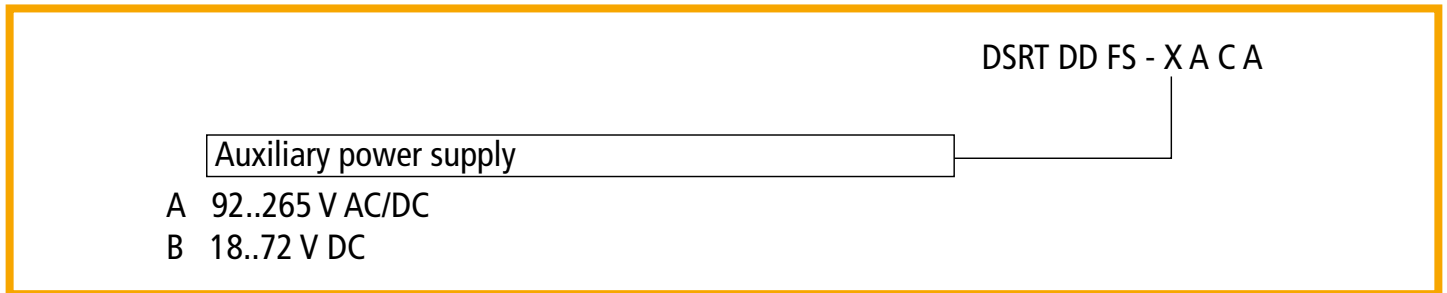 DSRT DD FS - X A C A
Auxiliary power supply
A 92..265 V AC/DC
B 18..72 V DC